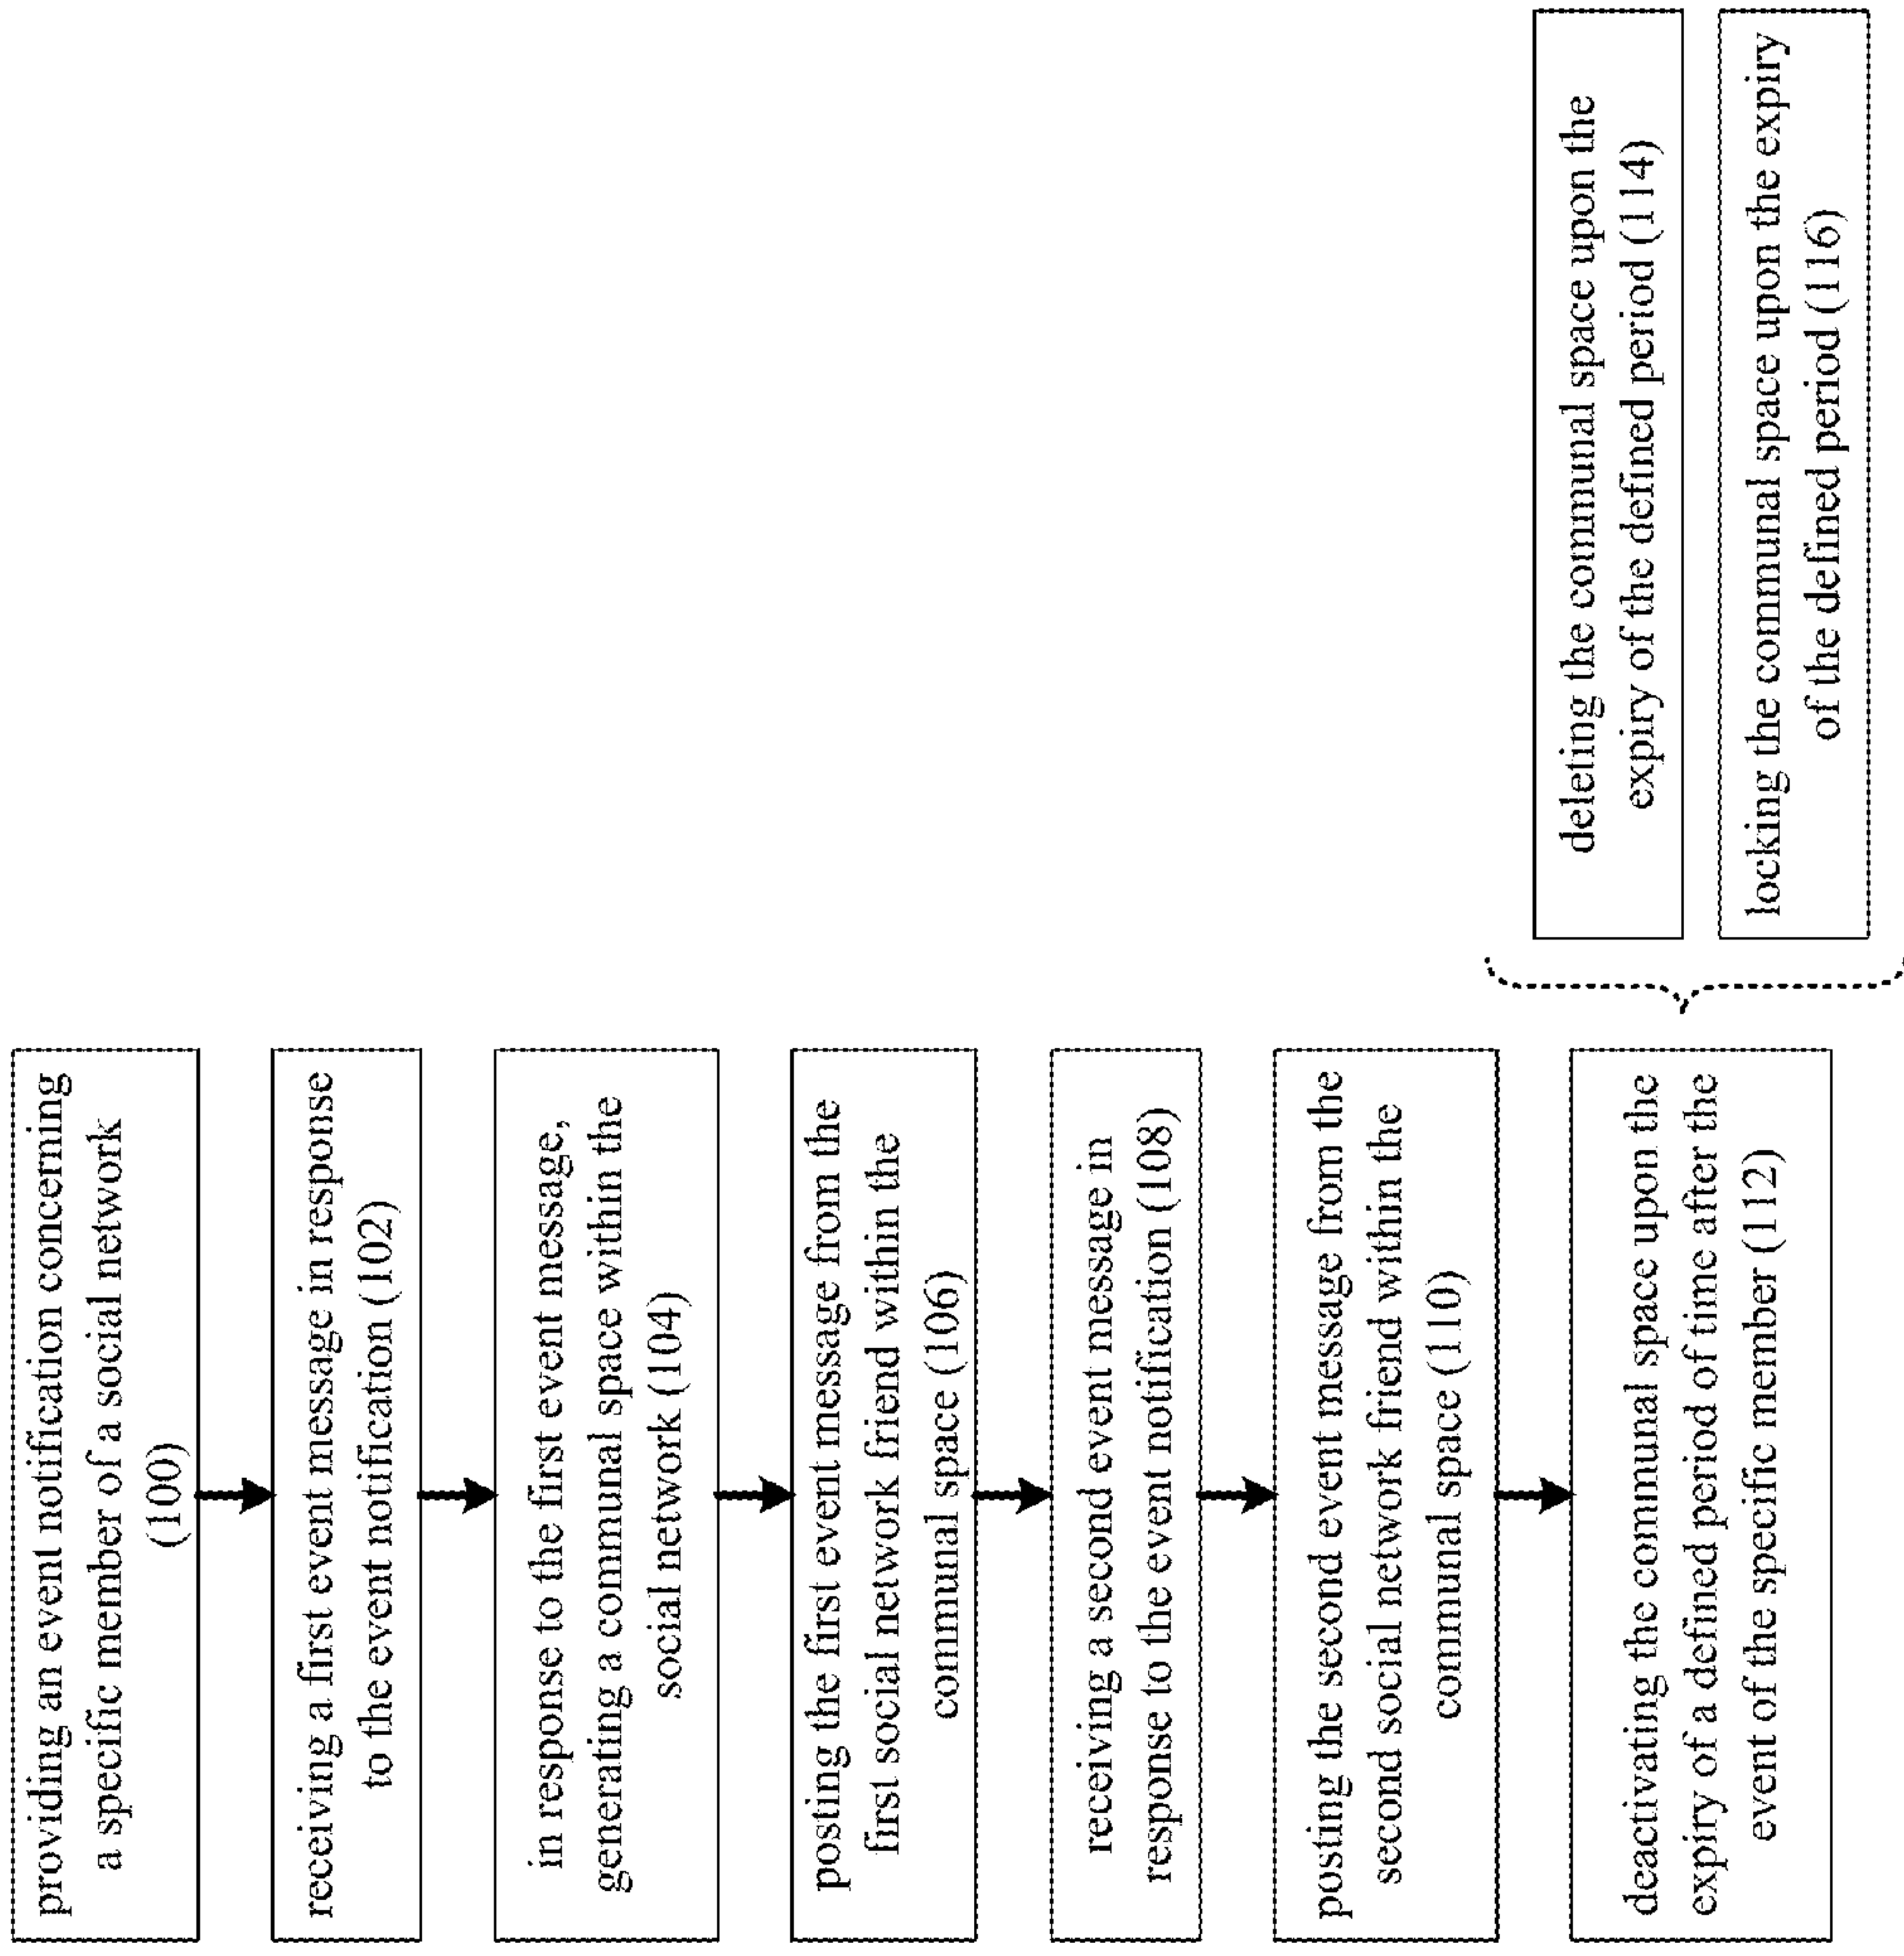 providing an event notification concerning
a specific member of a social network
(100)
receiving a first event message in response
to the event notification (102)
in response to the first event message,
generating a communal space within the
social network (104)
posting the first event message from the
first social network friend within the
communal space (106)
receiving a second event message in
response to the event notification (108)
posting the second event message from the
second social network friend within the
communal space (110)
deactivating the communal space upon the
expiry of a defined period of time after the
event of the specific member (112)
deleting the communal space upon the
expiry of the defined period (114)
locking the communal space upon the expiry
of the defined period (116)